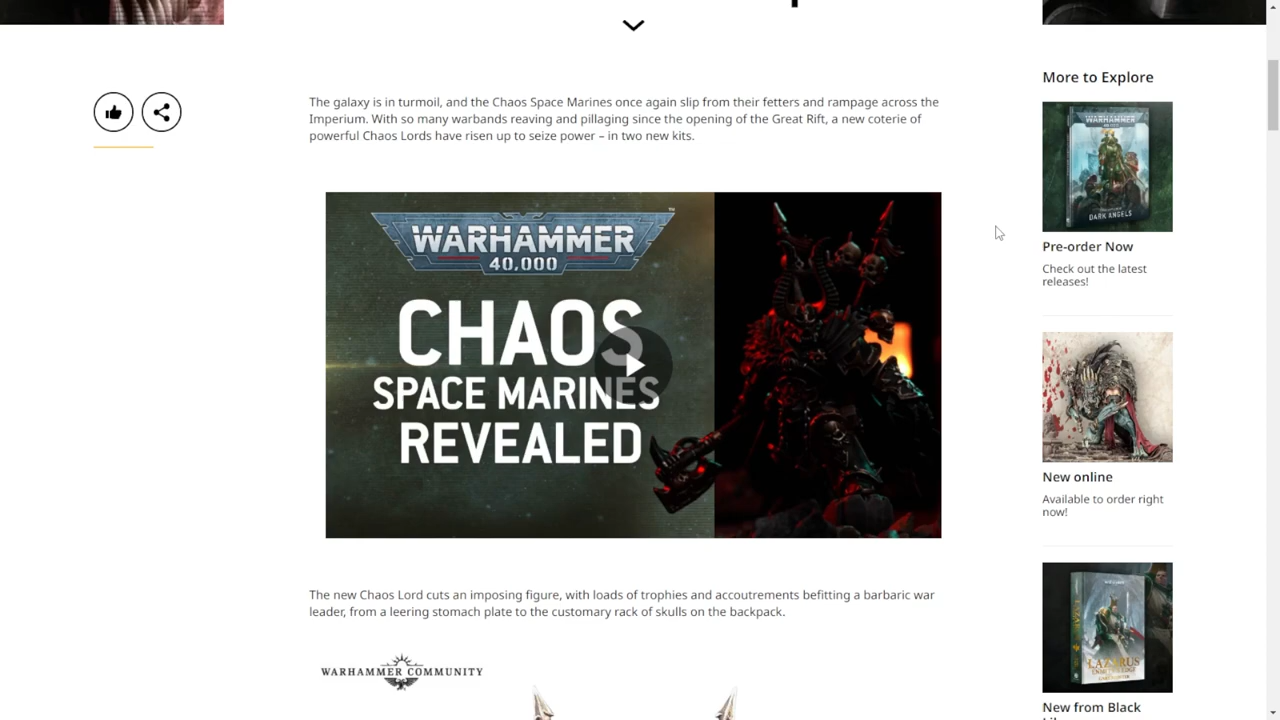 The galaxy is in turmoil, and the Chaos Space Marines once again slip from their fetters and rampage across the
Imperium. With so many warbands reaving and pillaging since the opening of the Great Rift, a new coterie of
powerful Chaos Lords have risen up to seize power – in two new kits.
WARHAMMER™
40,000
CHAOS
SPACE MARINES
REVEALED
The new Chaos Lord cuts an imposing figure, with loads of trophies and accoutrements befitting a barbaric war
leader, from a leering stomach plate to the customary rack of skulls on the backpack.
WARHAMMER COMMUNITY
More to Explore
WARHAMMER
DARK ANGELS
Pre-order Now
Check out the latest
releases!
New online
Available to order right
now!
LAZARUS
New from Black